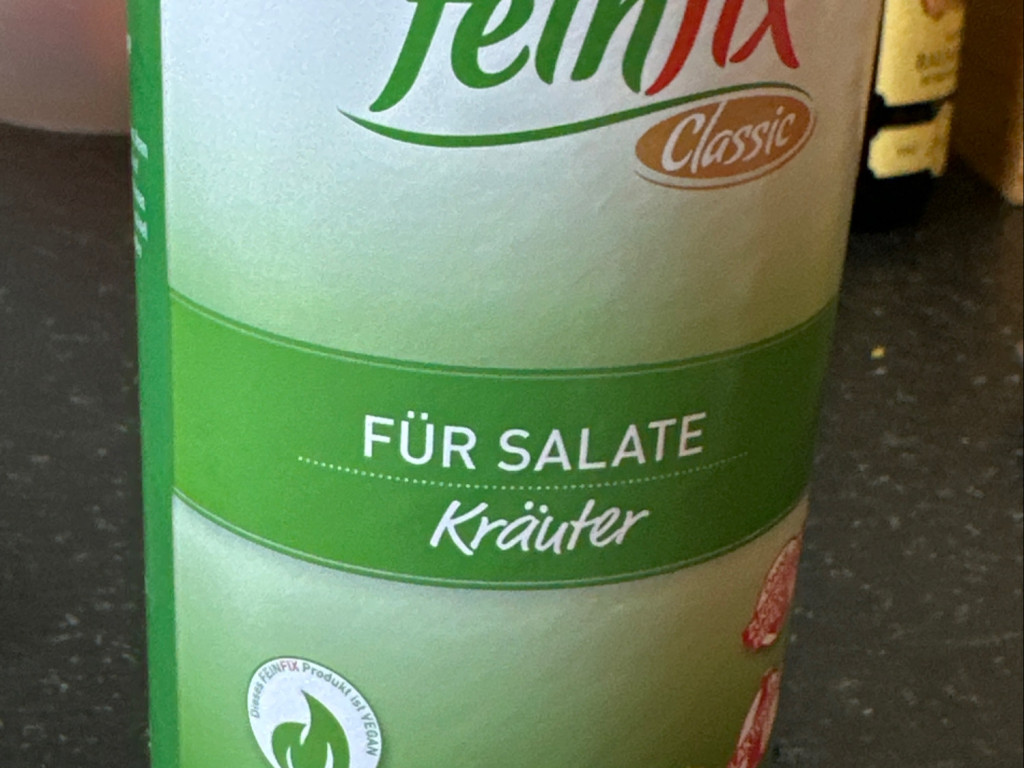 feinfix
Classic
FÜR SALATE
Kräuter
Dieses FEINFIX Produkt ist VEGAN